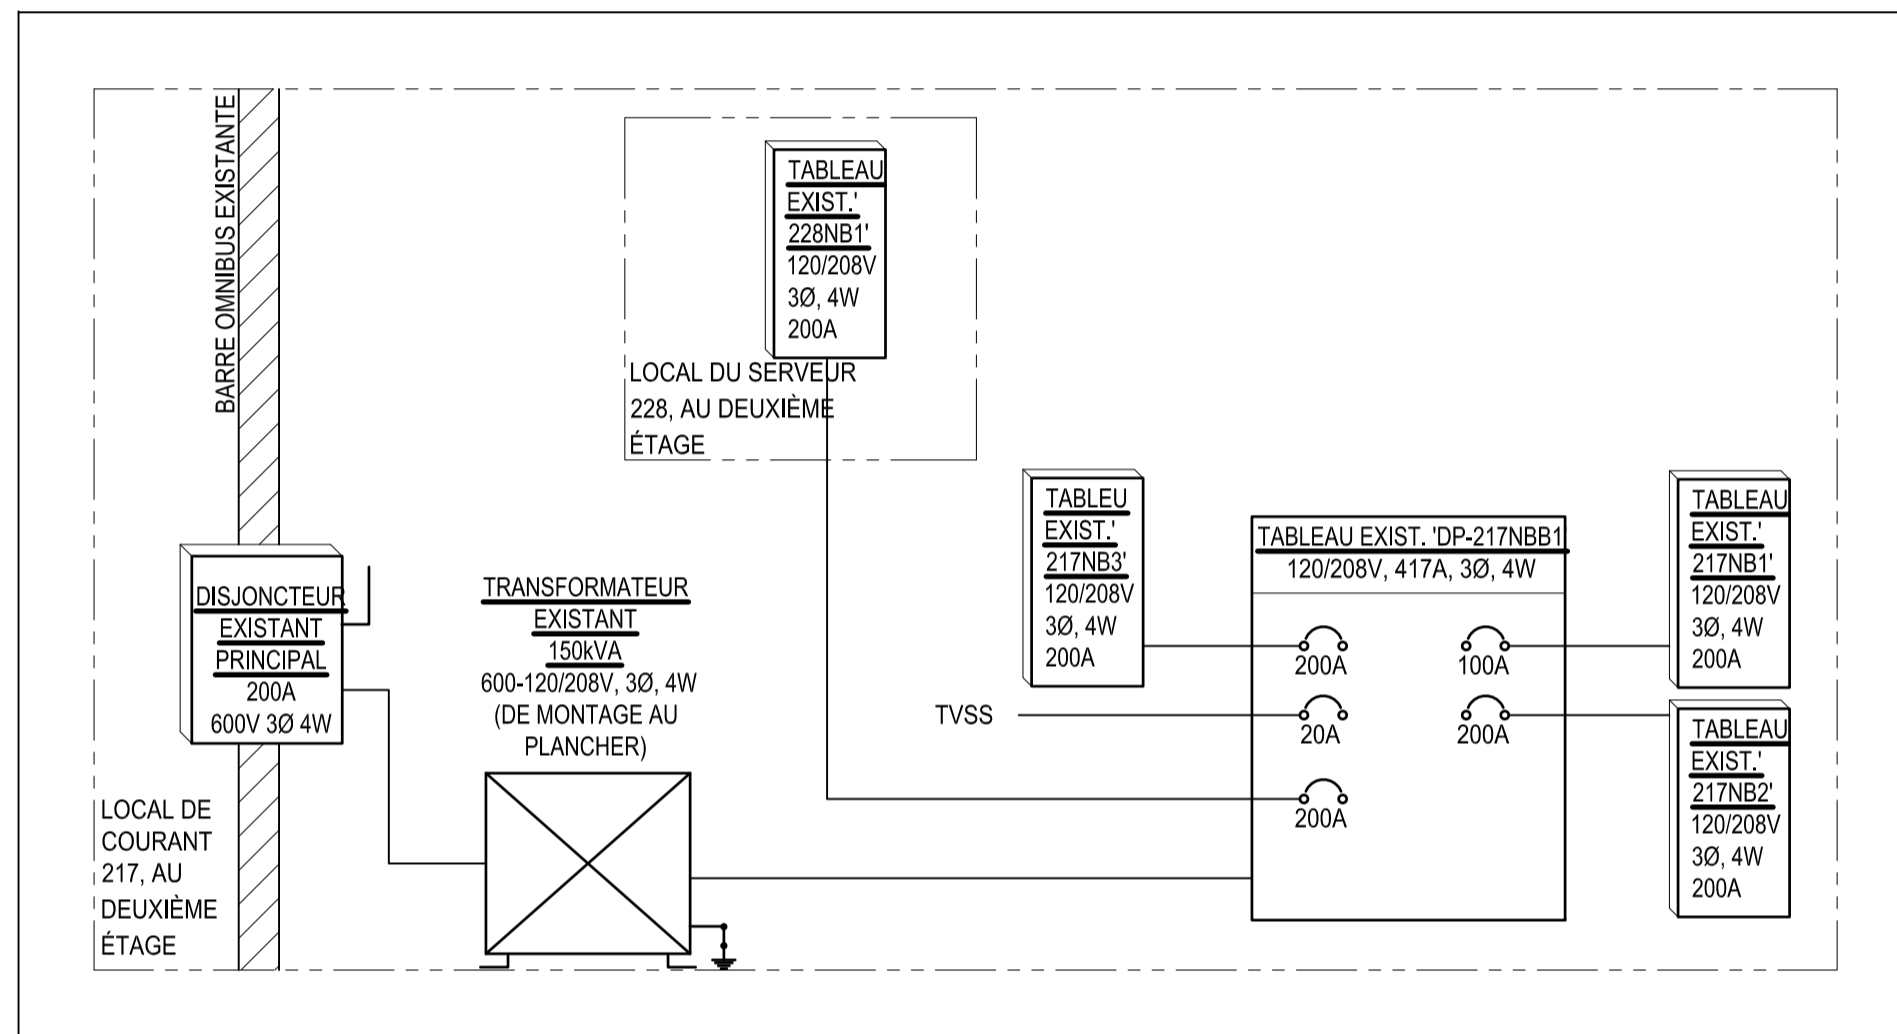 BARRE OMNIBUS EXISTANTE
TABLEAU
EXIST.'
228NB1'
120/208V
3Ø, 4W
200A
LOCAL DU SERVEUR
228, AU DEUXIÈME
ÉTAGE
DISJONCTEUR
EXISTANT
PRINCIPAL
200A
600V 3Ø 4W
LOCAL DE
COURANT
217, AU
DEUXIÈME
ÉTAGE
TRANSFORMATEUR
EXISTANT
150kVA
600-120/208V, 3Ø, 4W
(DE MONTAGE AU
PLANCHER)
TABLEU
EXIST.'
217NB3'
120/208V
3Ø, 4W
200A
TVSS
TABLEAU EXIST. 'DP-217NBB1
120/208V, 417A, 3Ø, 4W
200A
100A
20A
200A
200A
TABLEAU
EXIST.'
217NB1'
120/208V
3Ø, 4W
200A
TABLEAU
EXIST.'
217NB2'
120/208V
3Ø, 4W
200A